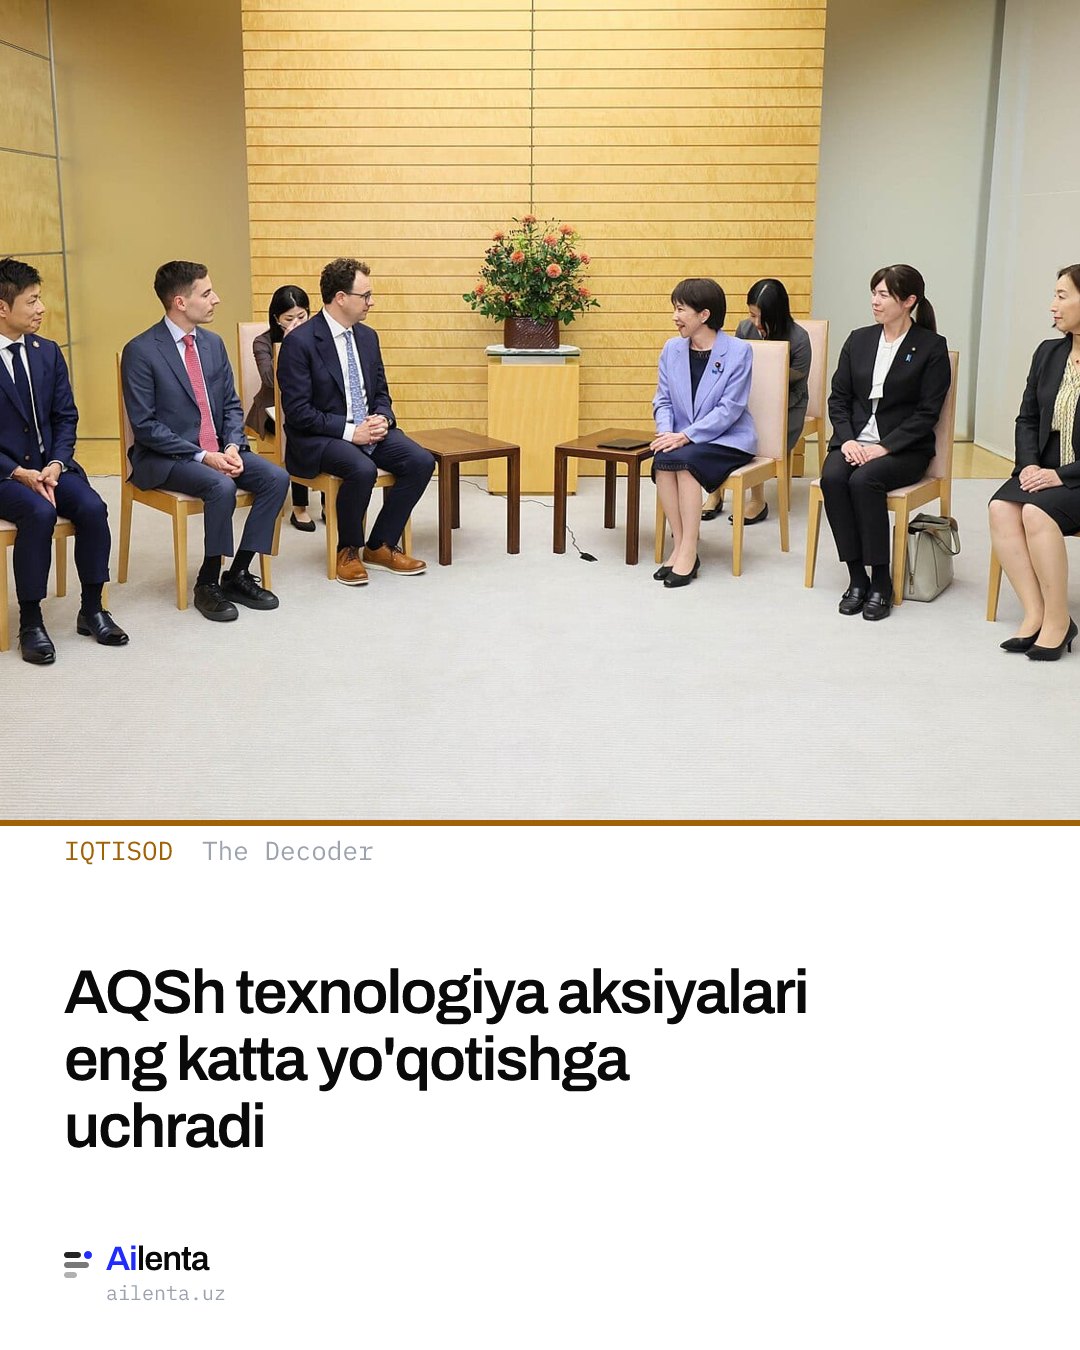 IQTISOD The Decoder
AQSh texnologiya aksiyalari
eng katta yo'qotishga
uchradi
Ailenta
ailenta.uz